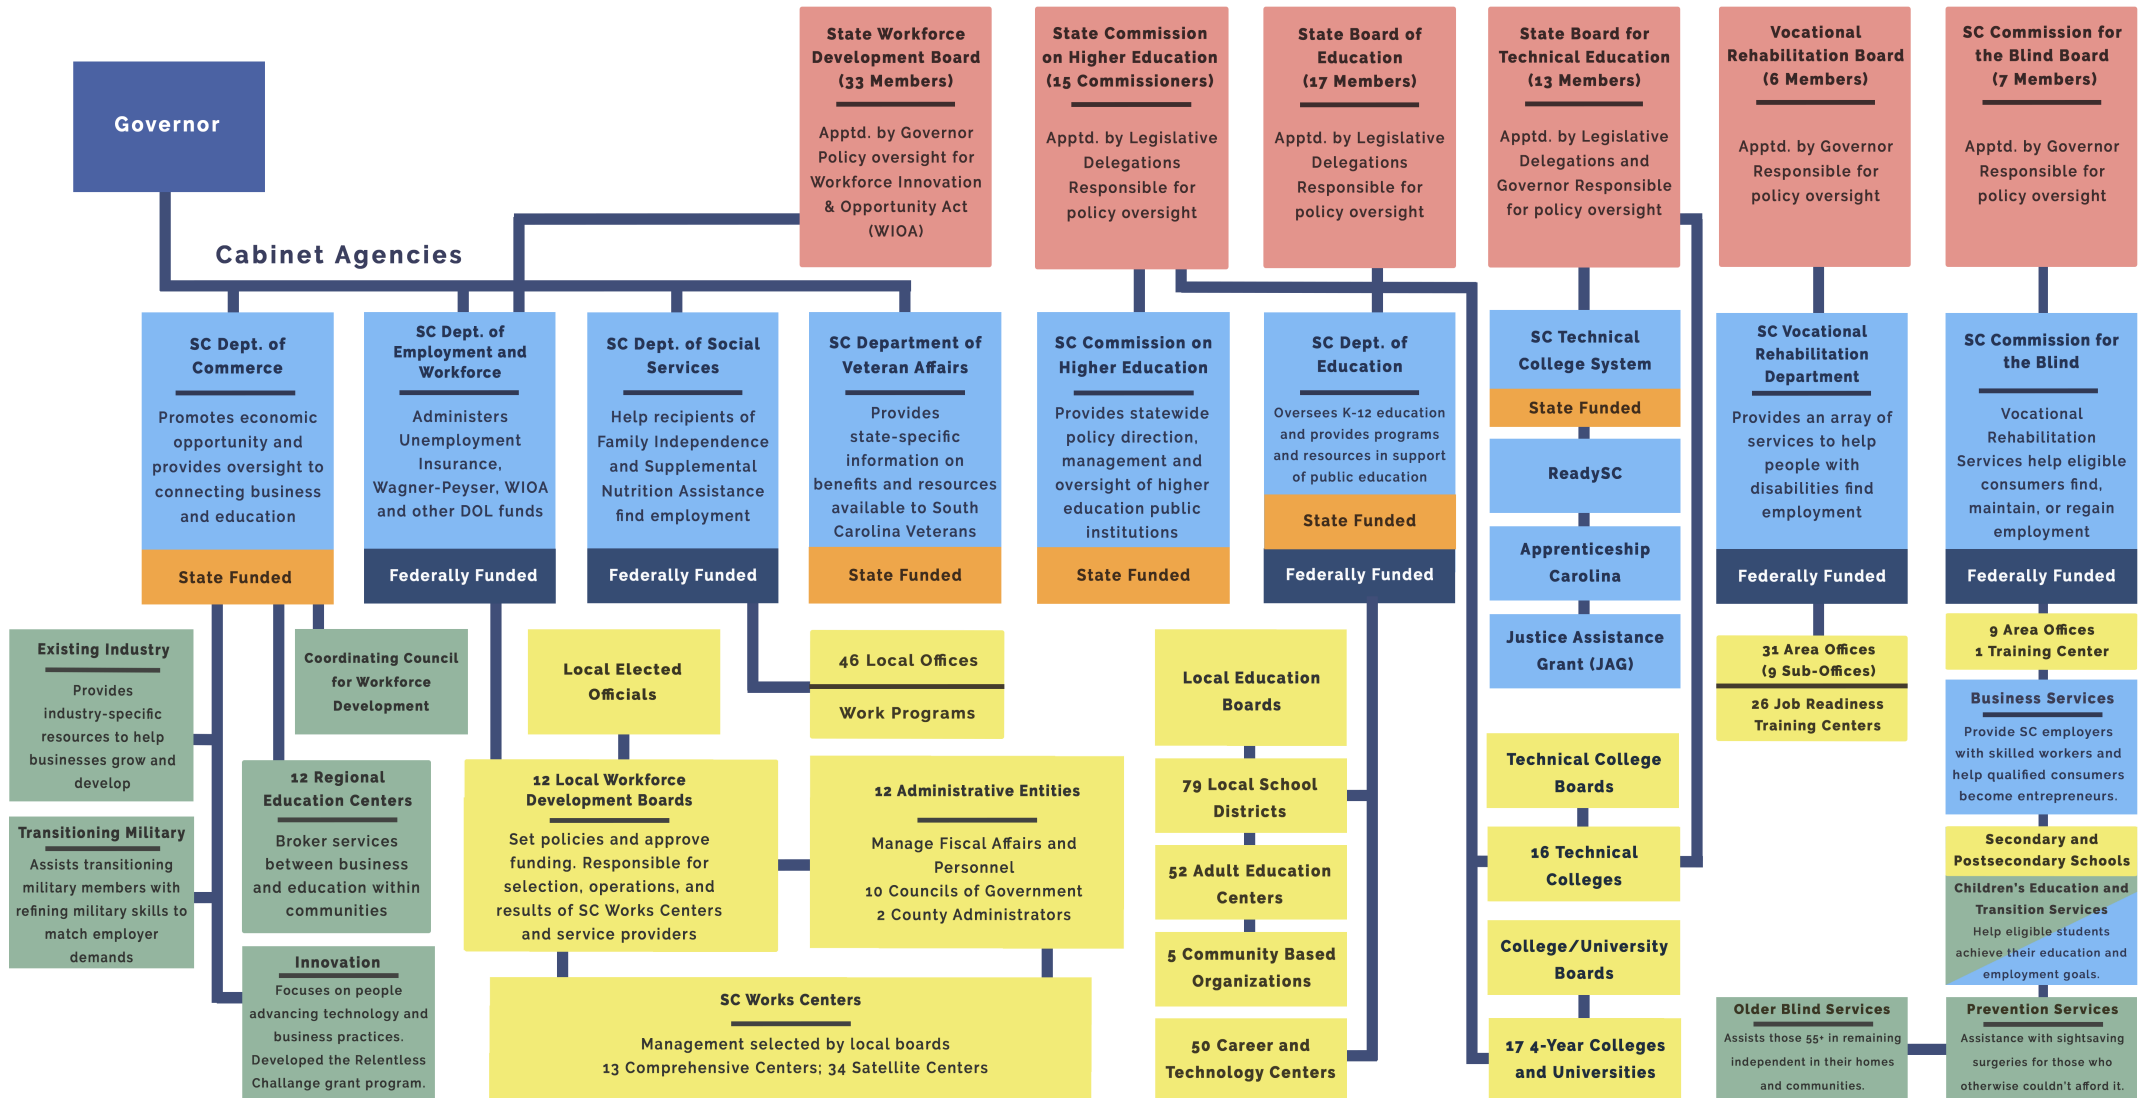 Governor
Cabinet Agencies
State Workforce
Development Board
(33 Members)
Apptd. by Governor
Policy oversight for
Workforce Innovation
& Opportunity Act
(WIOA)
State Commission
on Higher Education
(15 Commissioners)
Apptd. by Legislative
Delegations
Responsible for
policy oversight
State Board of
Education
(17 Members)
Apptd. by Legislative
Delegations
Responsible for
policy oversight
State Board for
Technical Education
(13 Members)
Apptd. by Legislative
Delegations and
Governor Responsible
for policy oversight
Vocational
Rehabilitation Board
(6 Members)
Apptd. by Governor
Responsible for
policy oversight
SC Commission for
the Blind Board
(7 Members)
Apptd. by Governor
Responsible for
policy oversight
SC Dept. of
Commerce
Promotes economic
opportunity and
provides oversight to
connecting business
and education
State Funded
SC Dept. of
Employment and
Workforce
Administers
Unemployment
Insurance,
Wagner-Peyser, WIOA
and other DOL funds
Federally Funded
SC Dept. of Social
Services
Help recipients of
Family Independence
and Supplemental
Nutrition Assistance
find employment
Federally Funded
SC Department of
Veteran Affairs
Provides
state-specific
information on
benefits and resources
available to South
Carolina Veterans
State Funded
SC Commission on
Higher Education
Provides statewide
policy direction,
management and
oversight of higher
education public
institutions
State Funded
SC Dept. of
Education
Oversees K-12 education
and provides programs
and resources in support
of public education
State Funded
Federally Funded
SC Technical
College System
State Funded
ReadySC
Apprenticeship
Carolina
Justice Assistance
Grant (JAG)
SC Vocational
Rehabilitation
Department
Provides an array of
services to help
people with
disabilities find
employment
Federally Funded
SC Commission for
the Blind
Vocational
Rehabilitation
Services help eligible
consumers find,
maintain, or regain
employment
Federally Funded
Existing Industry
Provides
industry-specific
resources to help
businesses grow and
develop
Transitioning Military
Assists transitioning
military members with
refining military skills to
match employer
demands
Coordinating Council
for Workforce
Development
12 Regional
Education Centers
Broker services
between business
and education within
communities
Innovation
Focuses on people
advancing technology and
business practices.
Developed the Relentless
Challange grant program.
Local Elected
Officials
12 Local Workforce
Development Boards
Set policies and approve
funding. Responsible for
selection, operations, and
results of SC Works Centers
and service providers
46 Local Offices
Work Programs
12 Administrative Entities
Manage Fiscal Affairs and
Personnel
10 Councils of Government
2 County Administrators
SC Works Centers
Management selected by local boards
13 Comprehensive Centers; 34 Satellite Centers
Local Education
Boards
79 Local School
Districts
52 Adult Education
Centers
5 Community Based
Organizations
50 Career and
Technology Centers
Technical College
Boards
16 Technical
Colleges
College/University
Boards
17 4-Year Colleges
and Universities
31 Area Offices
(9 Sub-Offices)
26 Job Readiness
Training Centers
9 Area Offices
1 Training Center
Business Services
Provide SC employers
with skilled workers and
help qualified consumers
become entrepreneurs.
Secondary and
Postsecondary Schools
Children's Education and
Transition Services
Help eligible students
achieve their education and
employment goals.
Older Blind Services
Assists those 55+ in remaining
independent in their homes
and communities.
Prevention Services
Assistance with sightsaving
surgeries for those who
otherwise couldn't afford it.